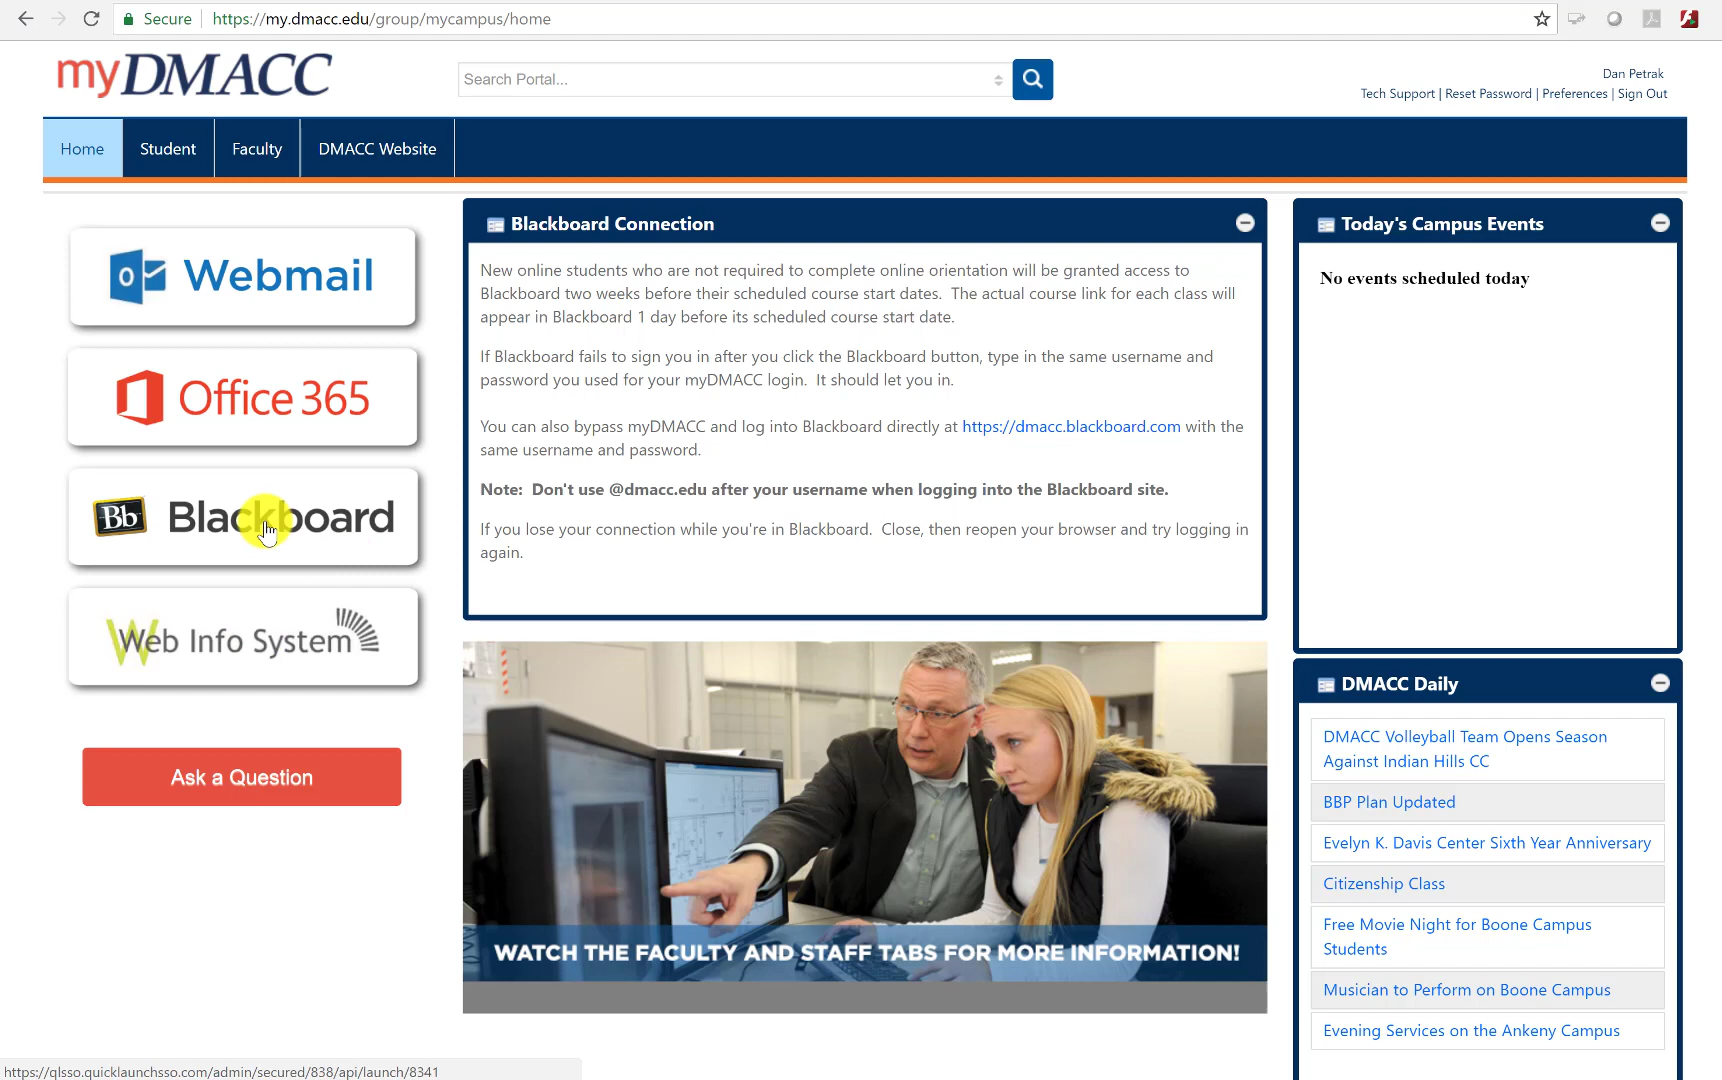 Secure https://my.dmacc.edu/group/mycampus/home
myDMACC
Search Portal...
Dan Petrak
Tech Support | Reset Password | Preferences | Sign Out
Home Student Faculty DMACC Website
Webmail
Office 365
Bb Blackboard
Web Info System
Ask a Question
Blackboard Connection
New online students who are not required to complete online orientation will be granted access to
Blackboard two weeks before their scheduled course start dates.  The actual course link for each class will
appear in Blackboard 1 day before its scheduled course start date.
If Blackboard fails to sign you in after you click the Blackboard button, type in the same username and
password you used for your myDMACC login.  It should let you in.
You can also bypass myDMACC and log into Blackboard directly at https://dmacc.blackboard.com with the
same username and password.
Note:  Don't use @dmacc.edu after your username when logging into the Blackboard site.
If you lose your connection while you're in Blackboard.  Close, then reopen your browser and try logging in
again.
WATCH THE FACULTY AND STAFF TABS FOR MORE INFORMATION!
Today's Campus Events
No events scheduled today
DMACC Daily
DMACC Volleyball Team Opens Season
Against Indian Hills CC
BBP Plan Updated
Evelyn K. Davis Center Sixth Year Anniversary
Citizenship Class
Free Movie Night for Boone Campus
Students
Musician to Perform on Boone Campus
Evening Services on the Ankeny Campus
https://qlsso.quicklaunchsso.com/admin/secured/838/api/launch/8341